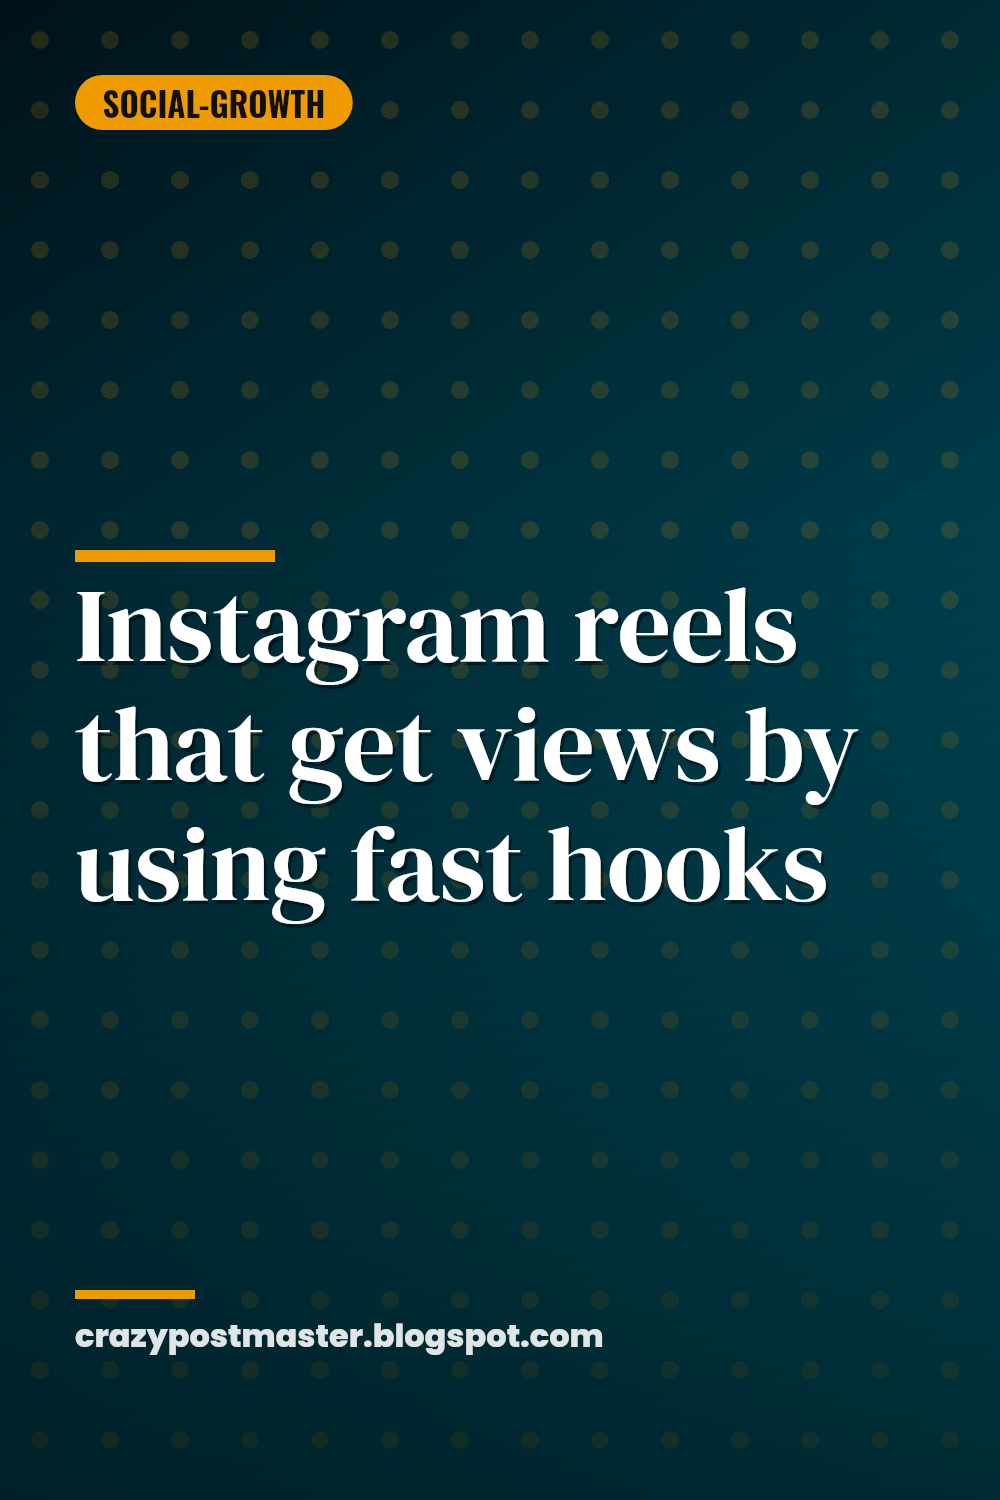 SOCIAL-GROWTH
Instagram reels
that get views by
using fast hooks
crazypostmaster.blogspot.com